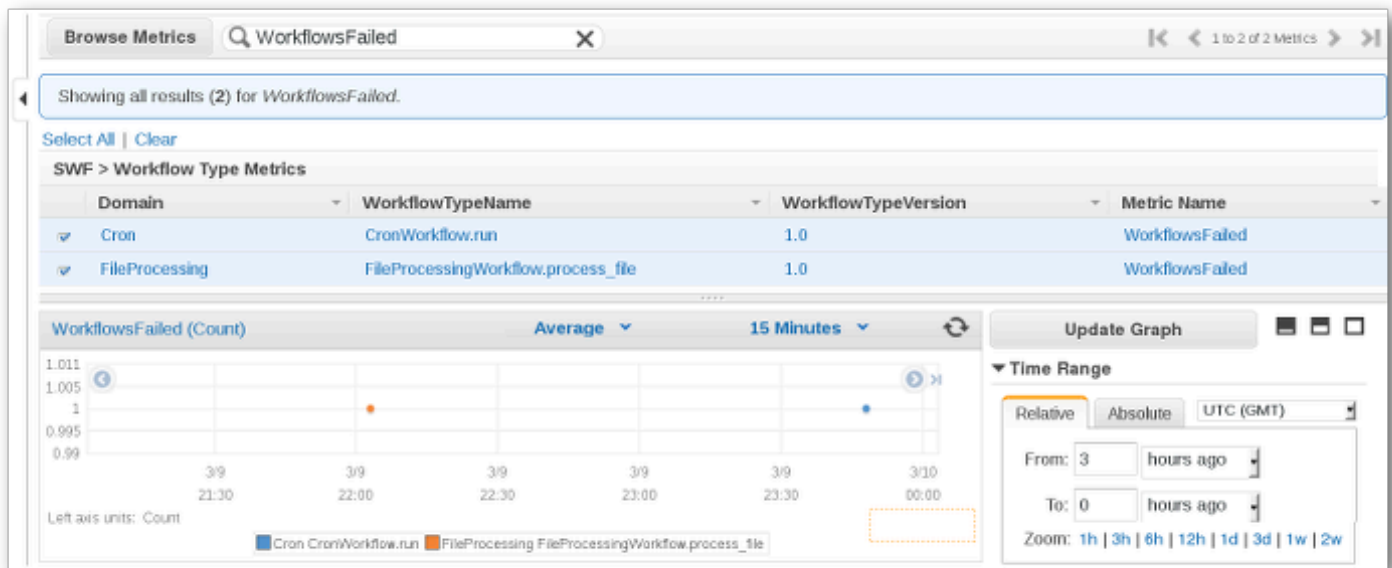 Browse Metrics WorkflowsFailed 1 to 2 of 2 Metrics
Showing all results (2) for WorkflowsFailed.
Select All | Clear
SWF > Workflow Type Metrics
Domain WorkflowTypeName WorkflowTypeVersion Metric Name
Cron CronWorkflow.run 1.0 WorkflowsFailed
FileProcessing FileProcessingWorkflow.process_file 1.0 WorkflowsFailed
WorkflowsFailed (Count) Average 15 Minutes Update Graph
Time Range
1.011
1.005
1
0.995
0.99
3/9 3/9 3/9 3/9 3/9 3/10
21:30 22:00 22:30 23:00 23:30 00:00
Left axis units: Count
Cron CronWorkflow.run FileProcessing FileProcessingWorkflow.process_file
Relative Absolute UTC (GMT)
From: 3 hours ago
To: 0 hours ago
Zoom: 1h | 3h | 6h | 12h | 1d | 3d | 1w | 2w